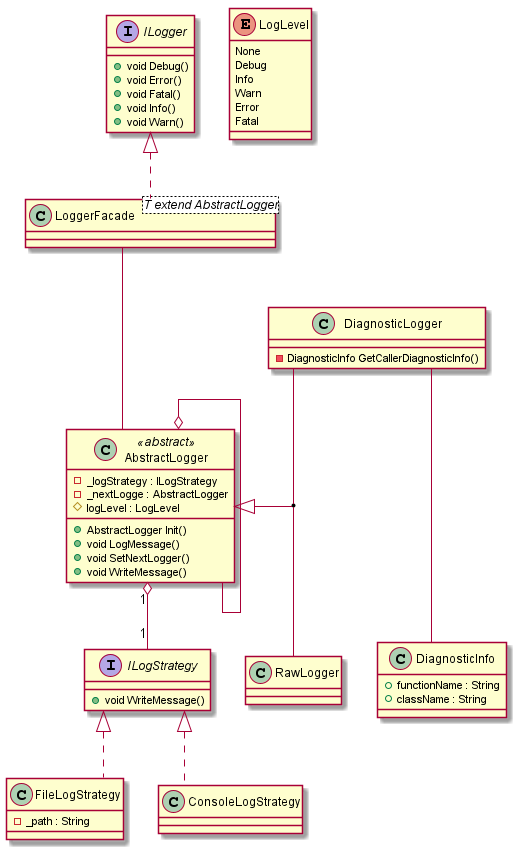 I ILogger
void Debug()
void Error()
void Fatal()
void Info()
void Warn()
E LogLevel
None
Debug
Info
Warn
Error
Fatal
T extend AbstractLogger
C LoggerFacade
C DiagnosticLogger
DiagnosticInfo GetCallerDiagnosticInfo()
C «abstract»
AbstractLogger
_logStrategy : ILogStrategy
_nextLogge : AbstractLogger
logLevel : LogLevel
AbstractLogger Init()
void LogMessage()
void SetNextLogger()
void WriteMessage()
1
1
I ILogStrategy
void WriteMessage()
C RawLogger
C DiagnosticInfo
functionName : String
className : String
C FileLogStrategy
_path : String
C ConsoleLogStrategy